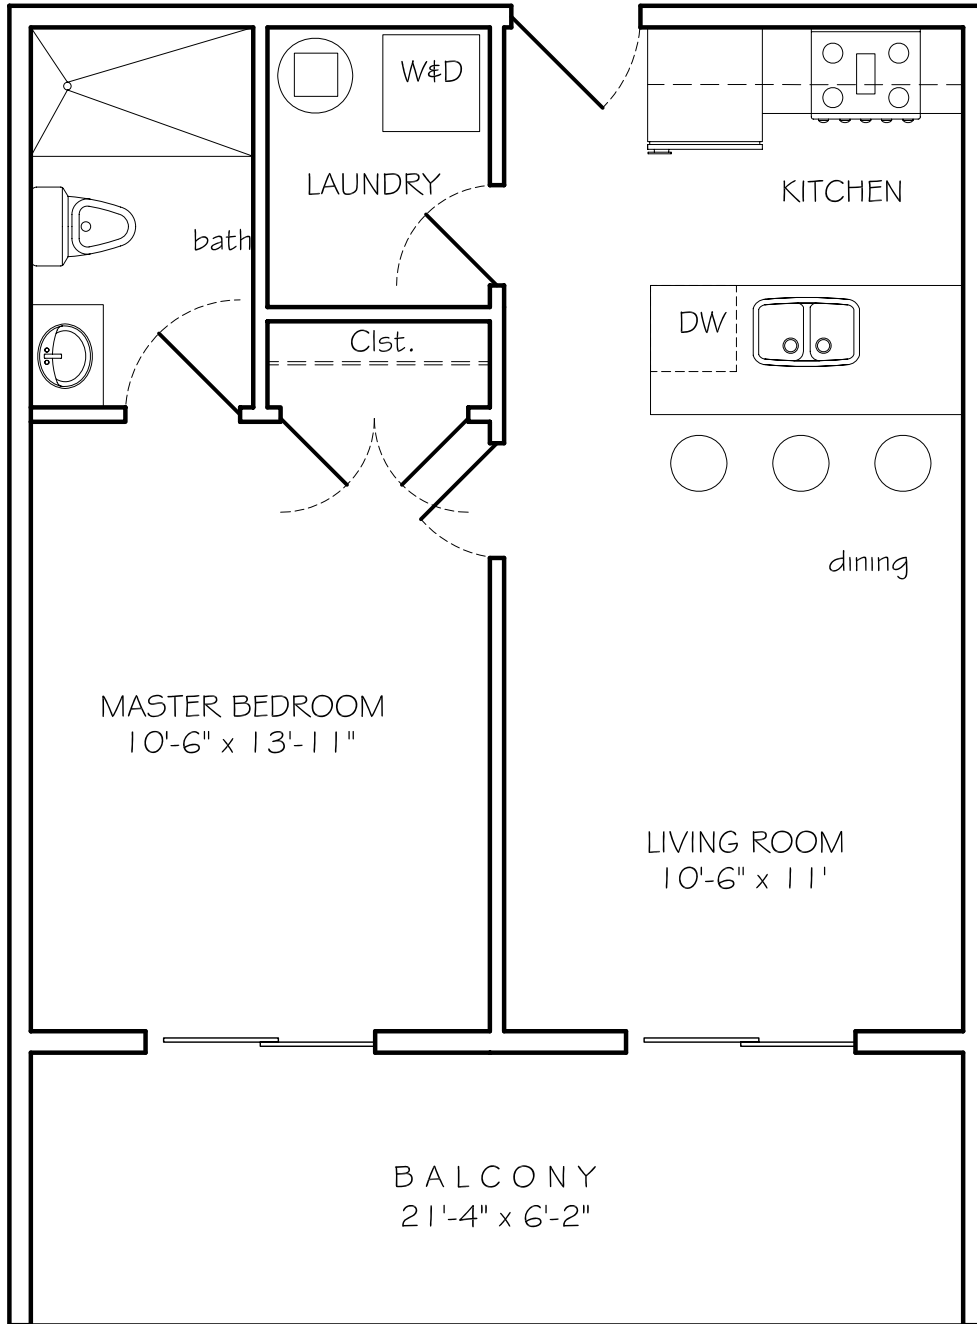 W&D
LAUNDRY
KITCHEN
bath
DW
Clst.
dining
MASTER BEDROOM
10'-6" x 13'-11"
LIVING ROOM
10'-6" x 11'
BALCONY
21'-4" x 6'-2"